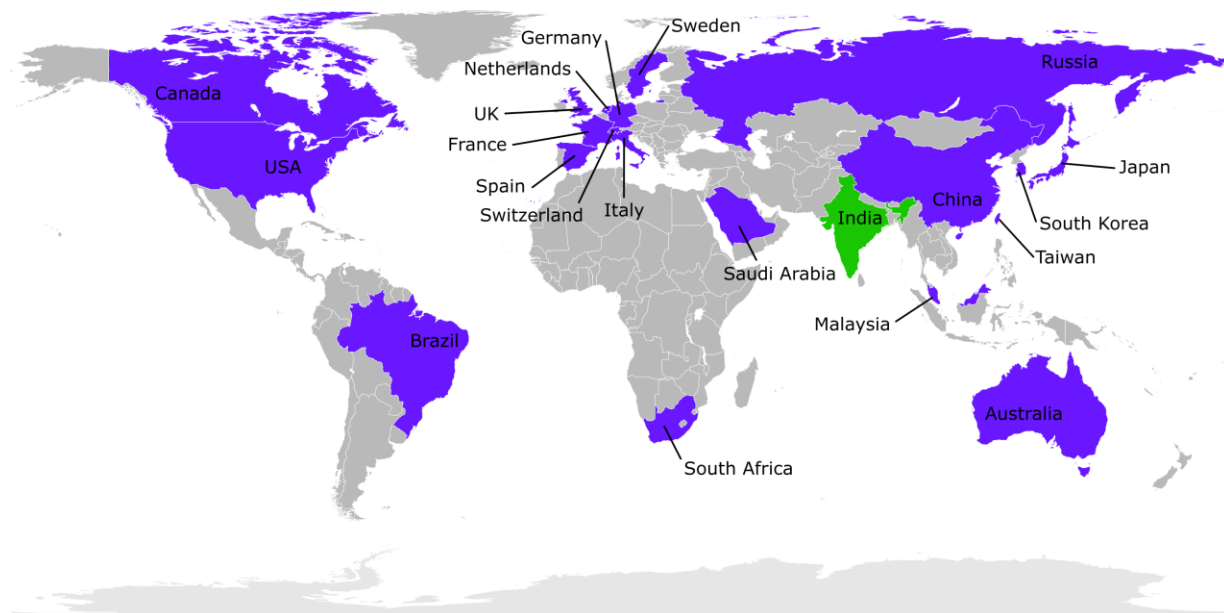 Sweden
Germany
Netherlands
Russia
Canada
UK
France
USA
Japan
Spain
China
Switzerland
Italy
India
South Korea
Taiwan
Saudi Arabia
Malaysia
Brazil
Australia
South Africa